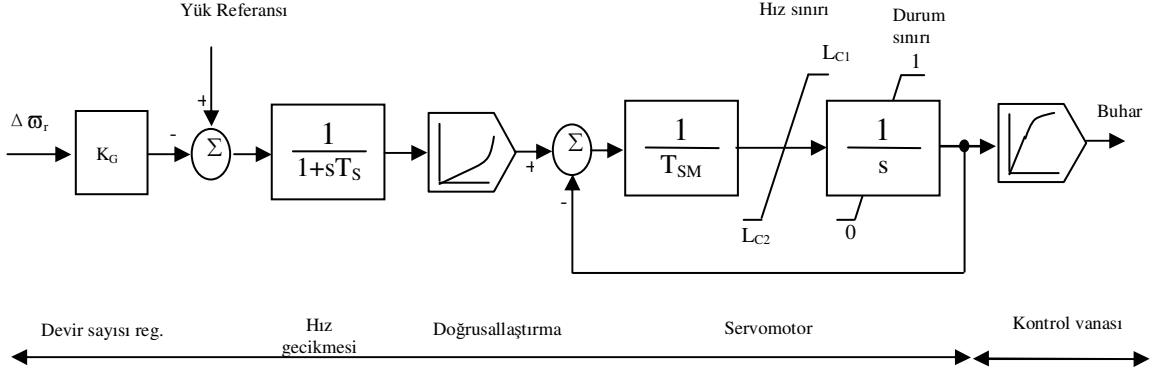 Yük Referansı
Hız sınırı
Durum
sınırı
L_C1
1
+
Δ ϖ_r
K_G
-
Σ
1
1+sT_S
+
Σ
-
1
T_SM
1
s
Buhar
L_C2
0
Devir sayısı reg.
Hız
gecikmesi
Doğrusallaştırma
Servomotor
Kontrol vanası